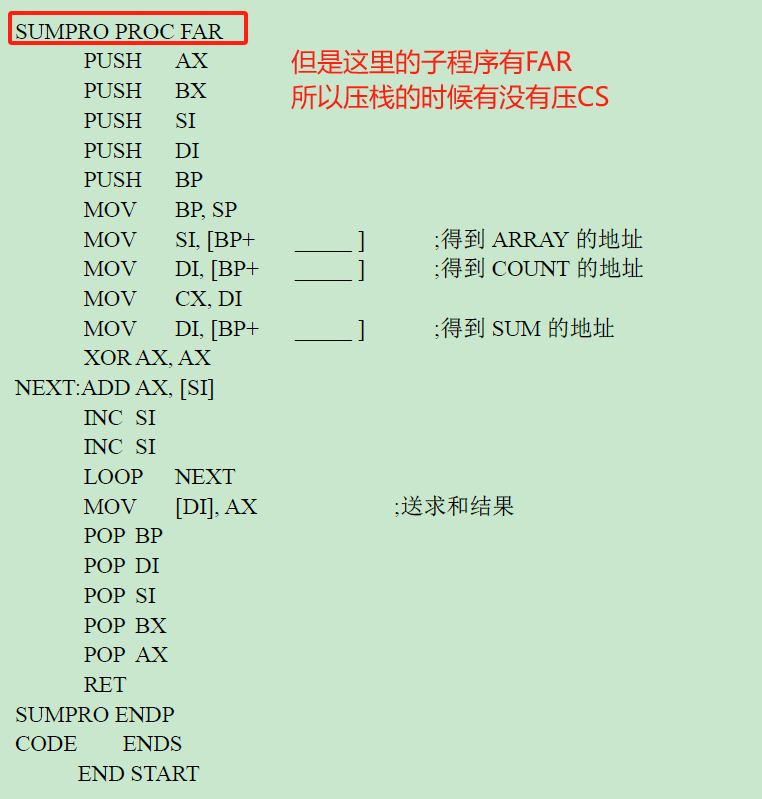 SUMPRO PROC FAR
PUSH AX
但是这里的子程序有FAR
PUSH BX
所以压栈的时候有没有压CS
PUSH SI
PUSH DI
PUSH BP
MOV BP, SP
MOV SI, [BP+ _____ ] ;得到 ARRAY 的地址
MOV DI, [BP+ _____ ] ;得到 COUNT 的地址
MOV CX, DI
MOV DI, [BP+ _____ ] ;得到 SUM 的地址
XOR AX, AX
NEXT:ADD AX, [SI]
INC SI
INC SI
LOOP NEXT
MOV [DI], AX ;送求和结果
POP BP
POP DI
POP SI
POP BX
POP AX
RET
SUMPRO ENDP
CODE ENDS
END START